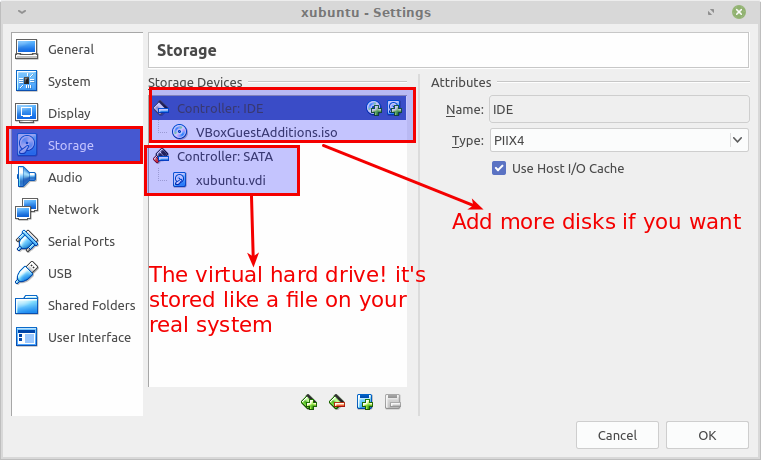 xubuntu - Settings
General
System
Display
Storage
Audio
Network
Serial Ports
USB
Shared Folders
User Interface
Storage
Storage Devices
Controller: IDE
VBoxGuestAdditions.iso
Controller: SATA
xubuntu.vdi
The virtual hard drive! it's
stored like a file on your
real system
Attributes
Name: IDE
Type: PIIX4
Use Host I/O Cache
Add more disks if you want
Cancel
OK